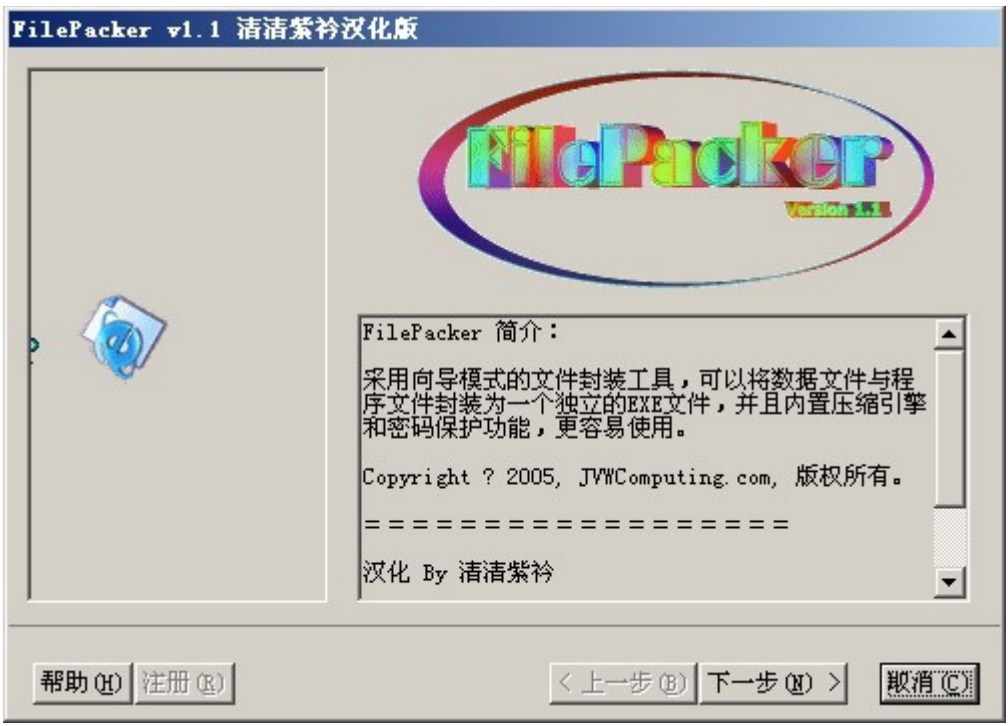 FilePacker v1.1 清清紫衿汉化版
FilePacker
Version 1.1
FilePacker 简介：
采用向导模式的文件封装工具，可以将数据文件与程
序文件封装为一个独立的EXE文件，并且内置压缩引擎
和密码保护功能，更容易使用。
Copyright ? 2005, JVWComputing.com, 版权所有。
= = = = = = = = = = = = = = = = = =
汉化 By 清清紫衿
帮助(H) 注册(R) < 上一步(B) 下一步(N) > 取消(C)